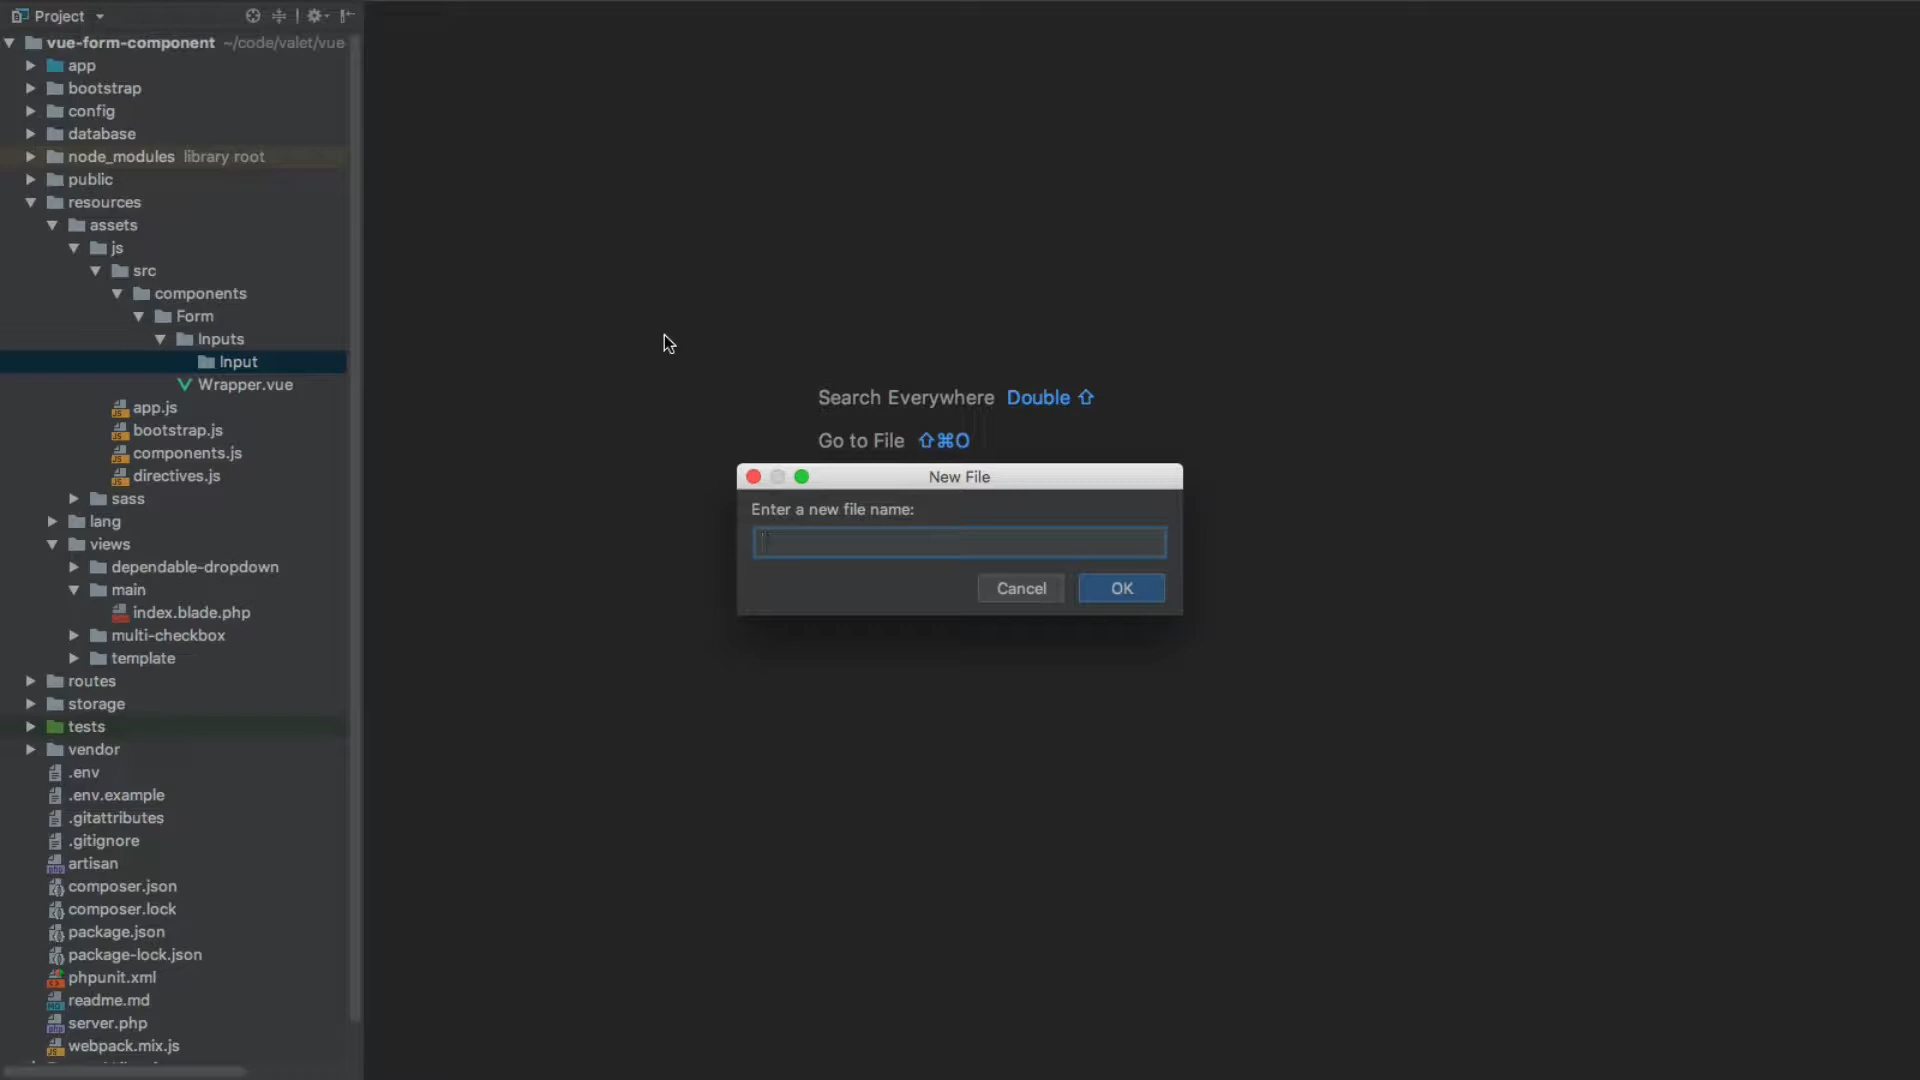 Project
vue-form-component ~/code/valet/vue
app
bootstrap
config
database
node_modules library root
public
resources
assets
js
src
components
Form
Inputs
Input
Wrapper.vue
app.js
bootstrap.js
components.js
directives.js
sass
lang
views
dependable-dropdown
main
index.blade.php
multi-checkbox
template
routes
storage
tests
vendor
.env
.env.example
.gitattributes
.gitignore
artisan
composer.json
composer.lock
package.json
package-lock.json
phpunit.xml
readme.md
server.php
webpack.mix.js
Search Everywhere Double ⇧
Go to File ⇧⌘O
New File
Enter a new file name:
Cancel OK